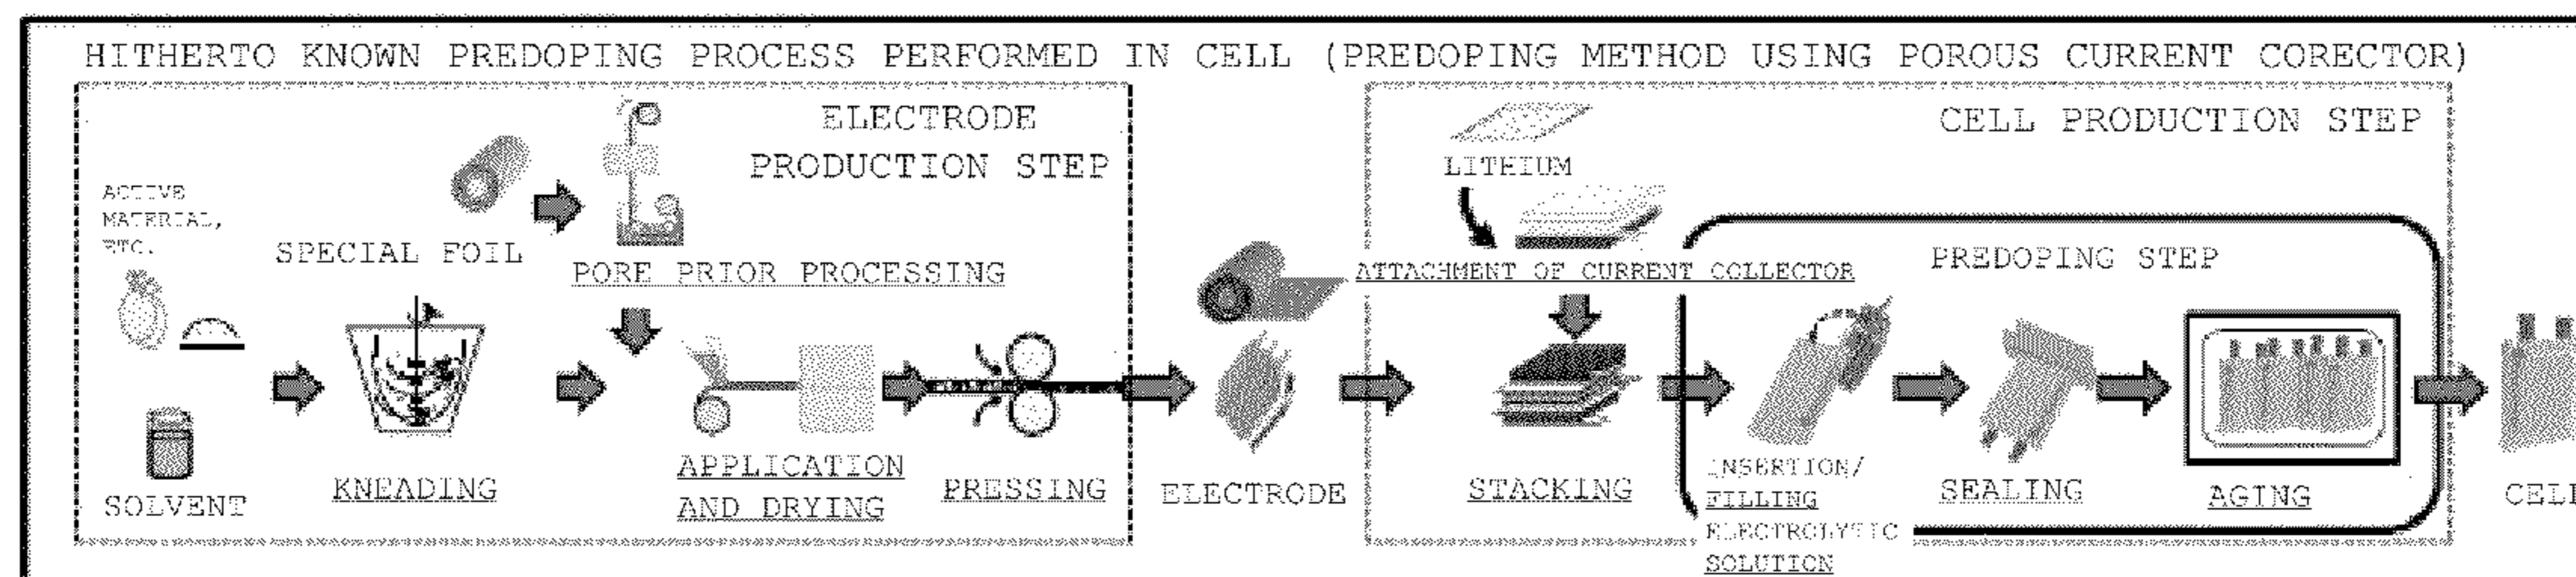 HITHERTO KNOWN PREDOPING PROCESS PERFORMED IN CELL (PREDOPING METHOD USING POROUS CURRENT CORECTOR)
ELECTRODE
PRODUCTION STEP
ACTIVE
MATERIAL,
ETC.
SPECIAL FOIL
PORE PRIOR PROCESSING
SOLVENT
KNEADING
APPLICATION
AND DRYING
PRESSING
ELECTRODE
CELL PRODUCTION STEP
LITHIUM
ATTACHMENT OF CURRENT COLLECTOR
PREDOPING STEP
STACKING
INSERTION/
FILLING
ELECTROLYTIC
SOLUTION
SEALING
AGING
CELL